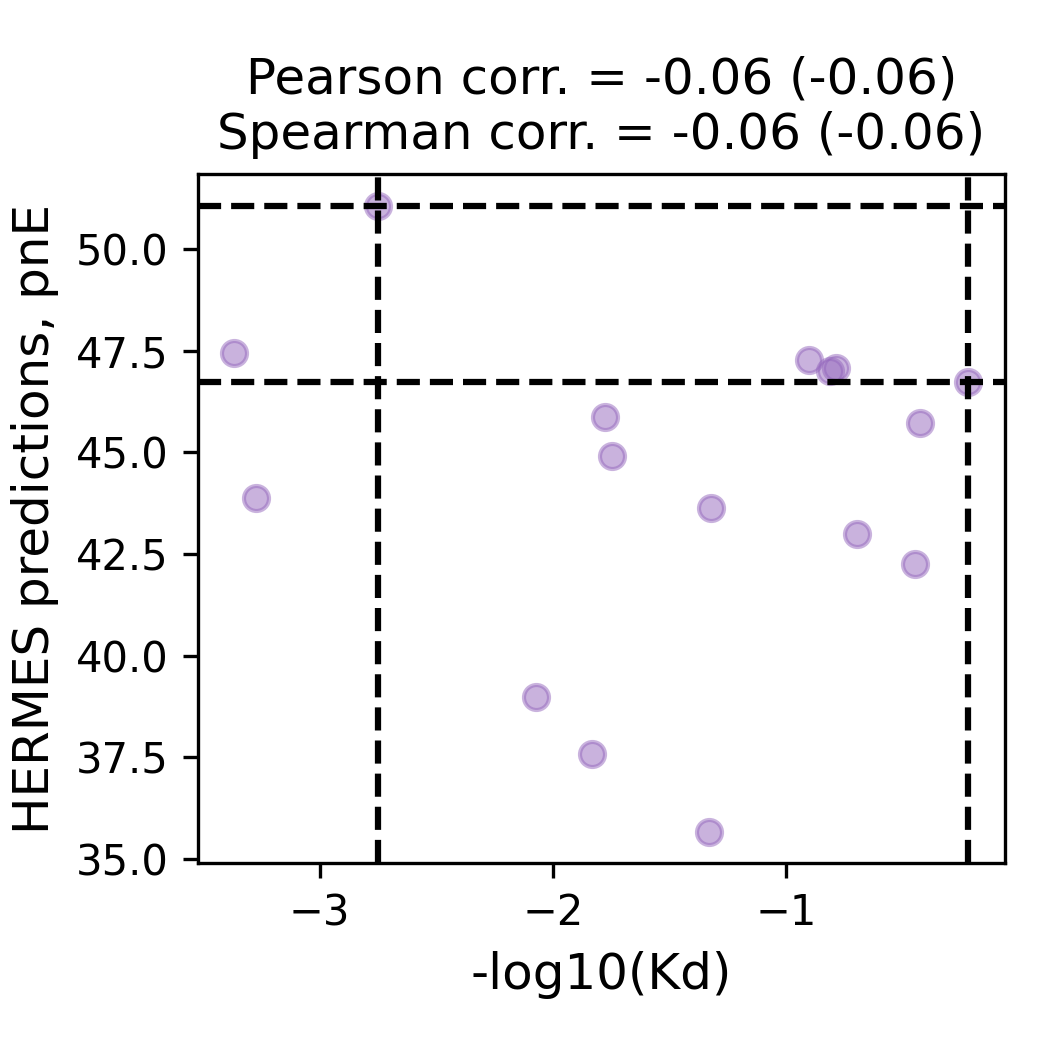 Pearson corr. = -0.06 (-0.06)
Spearman corr. = -0.06 (-0.06)
HERMES predictions, pnE
50.0
47.5
45.0
42.5
40.0
37.5
35.0
−3
−2
−1
-log10(Kd)